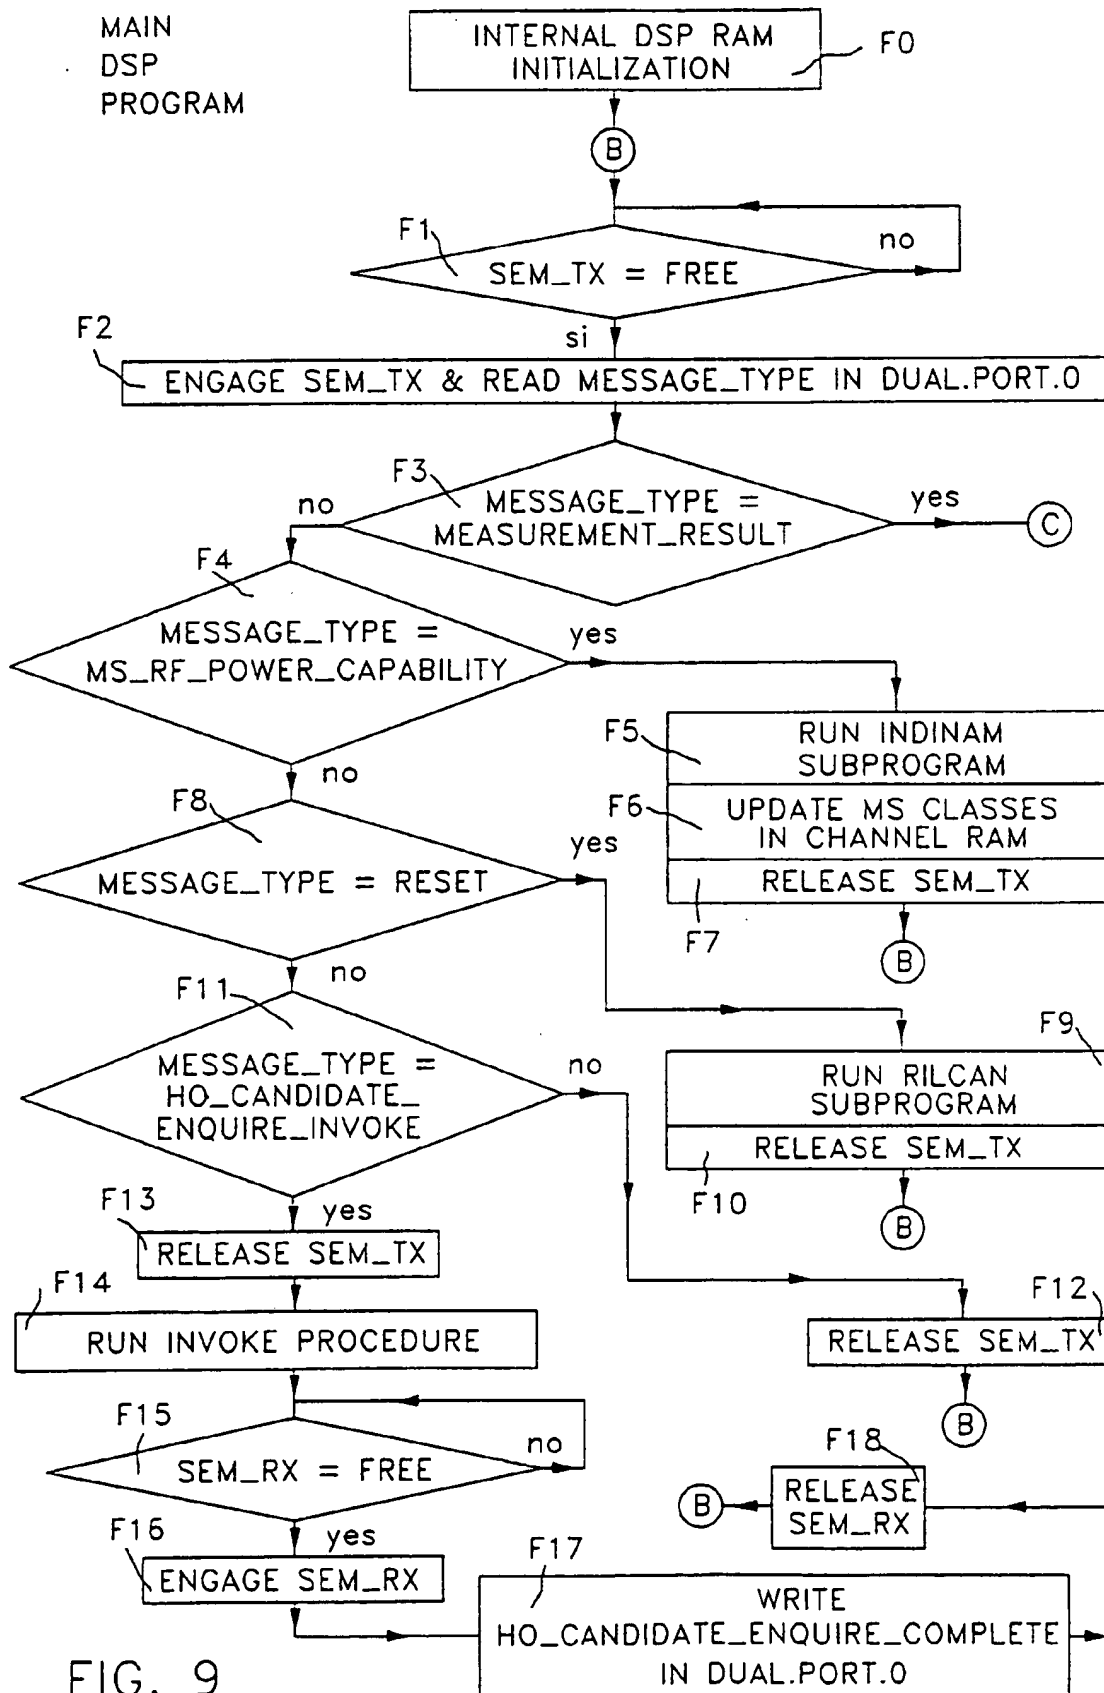 MAIN
DSP
PROGRAM
INTERNAL DSP RAM
INITIALIZATION
F0
B
F1
SEM_TX = FREE
no
si
F2
ENGAGE SEM_TX & READ MESSAGE_TYPE IN DUAL.PORT.0
F3
MESSAGE_TYPE =
MEASUREMENT_RESULT
no
yes
C
F4
MESSAGE_TYPE =
MS_RF_POWER_CAPABILITY
yes
no
F5
RUN INDINAM
SUBPROGRAM
F6
UPDATE MS CLASSES
IN CHANNEL RAM
RELEASE SEM_TX
F7
B
F8
MESSAGE_TYPE = RESET
yes
no
F9
RUN RILCAN
SUBPROGRAM
RELEASE SEM_TX
F10
B
F11
MESSAGE_TYPE =
HO_CANDIDATE_
ENQUIRE_INVOKE
no
yes
F12
RELEASE SEM_TX
B
F13
RELEASE SEM_TX
F14
RUN INVOKE PROCEDURE
F15
SEM_RX = FREE
no
yes
F16
ENGAGE SEM_RX
F17
WRITE
HO_CANDIDATE_ENQUIRE_COMPLETE
IN DUAL.PORT.0
F18
RELEASE
SEM_RX
B
FIG. 9